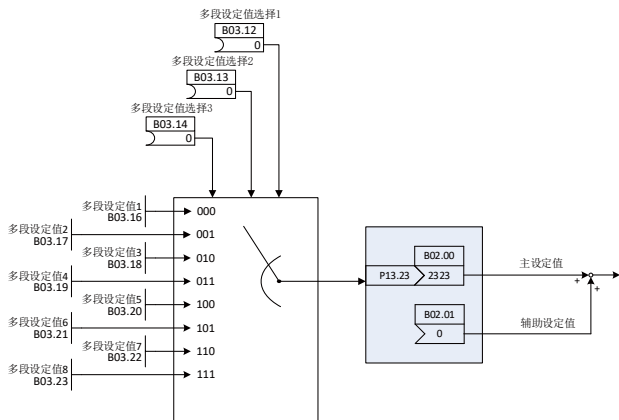 多段设定值选择1
B03.12
0
多段设定值选择2
B03.13
0
多段设定值选择3
B03.14
0
多段设定值1
B03.16
000
多段设定值2
B03.17
001
多段设定值3
B03.18
010
多段设定值4
B03.19
011
多段设定值5
B03.20
100
多段设定值6
B03.21
101
多段设定值7
B03.22
110
多段设定值8
B03.23
111
B02.00
P13.23 2323
主设定值
+
+
B02.01
0
辅助设定值